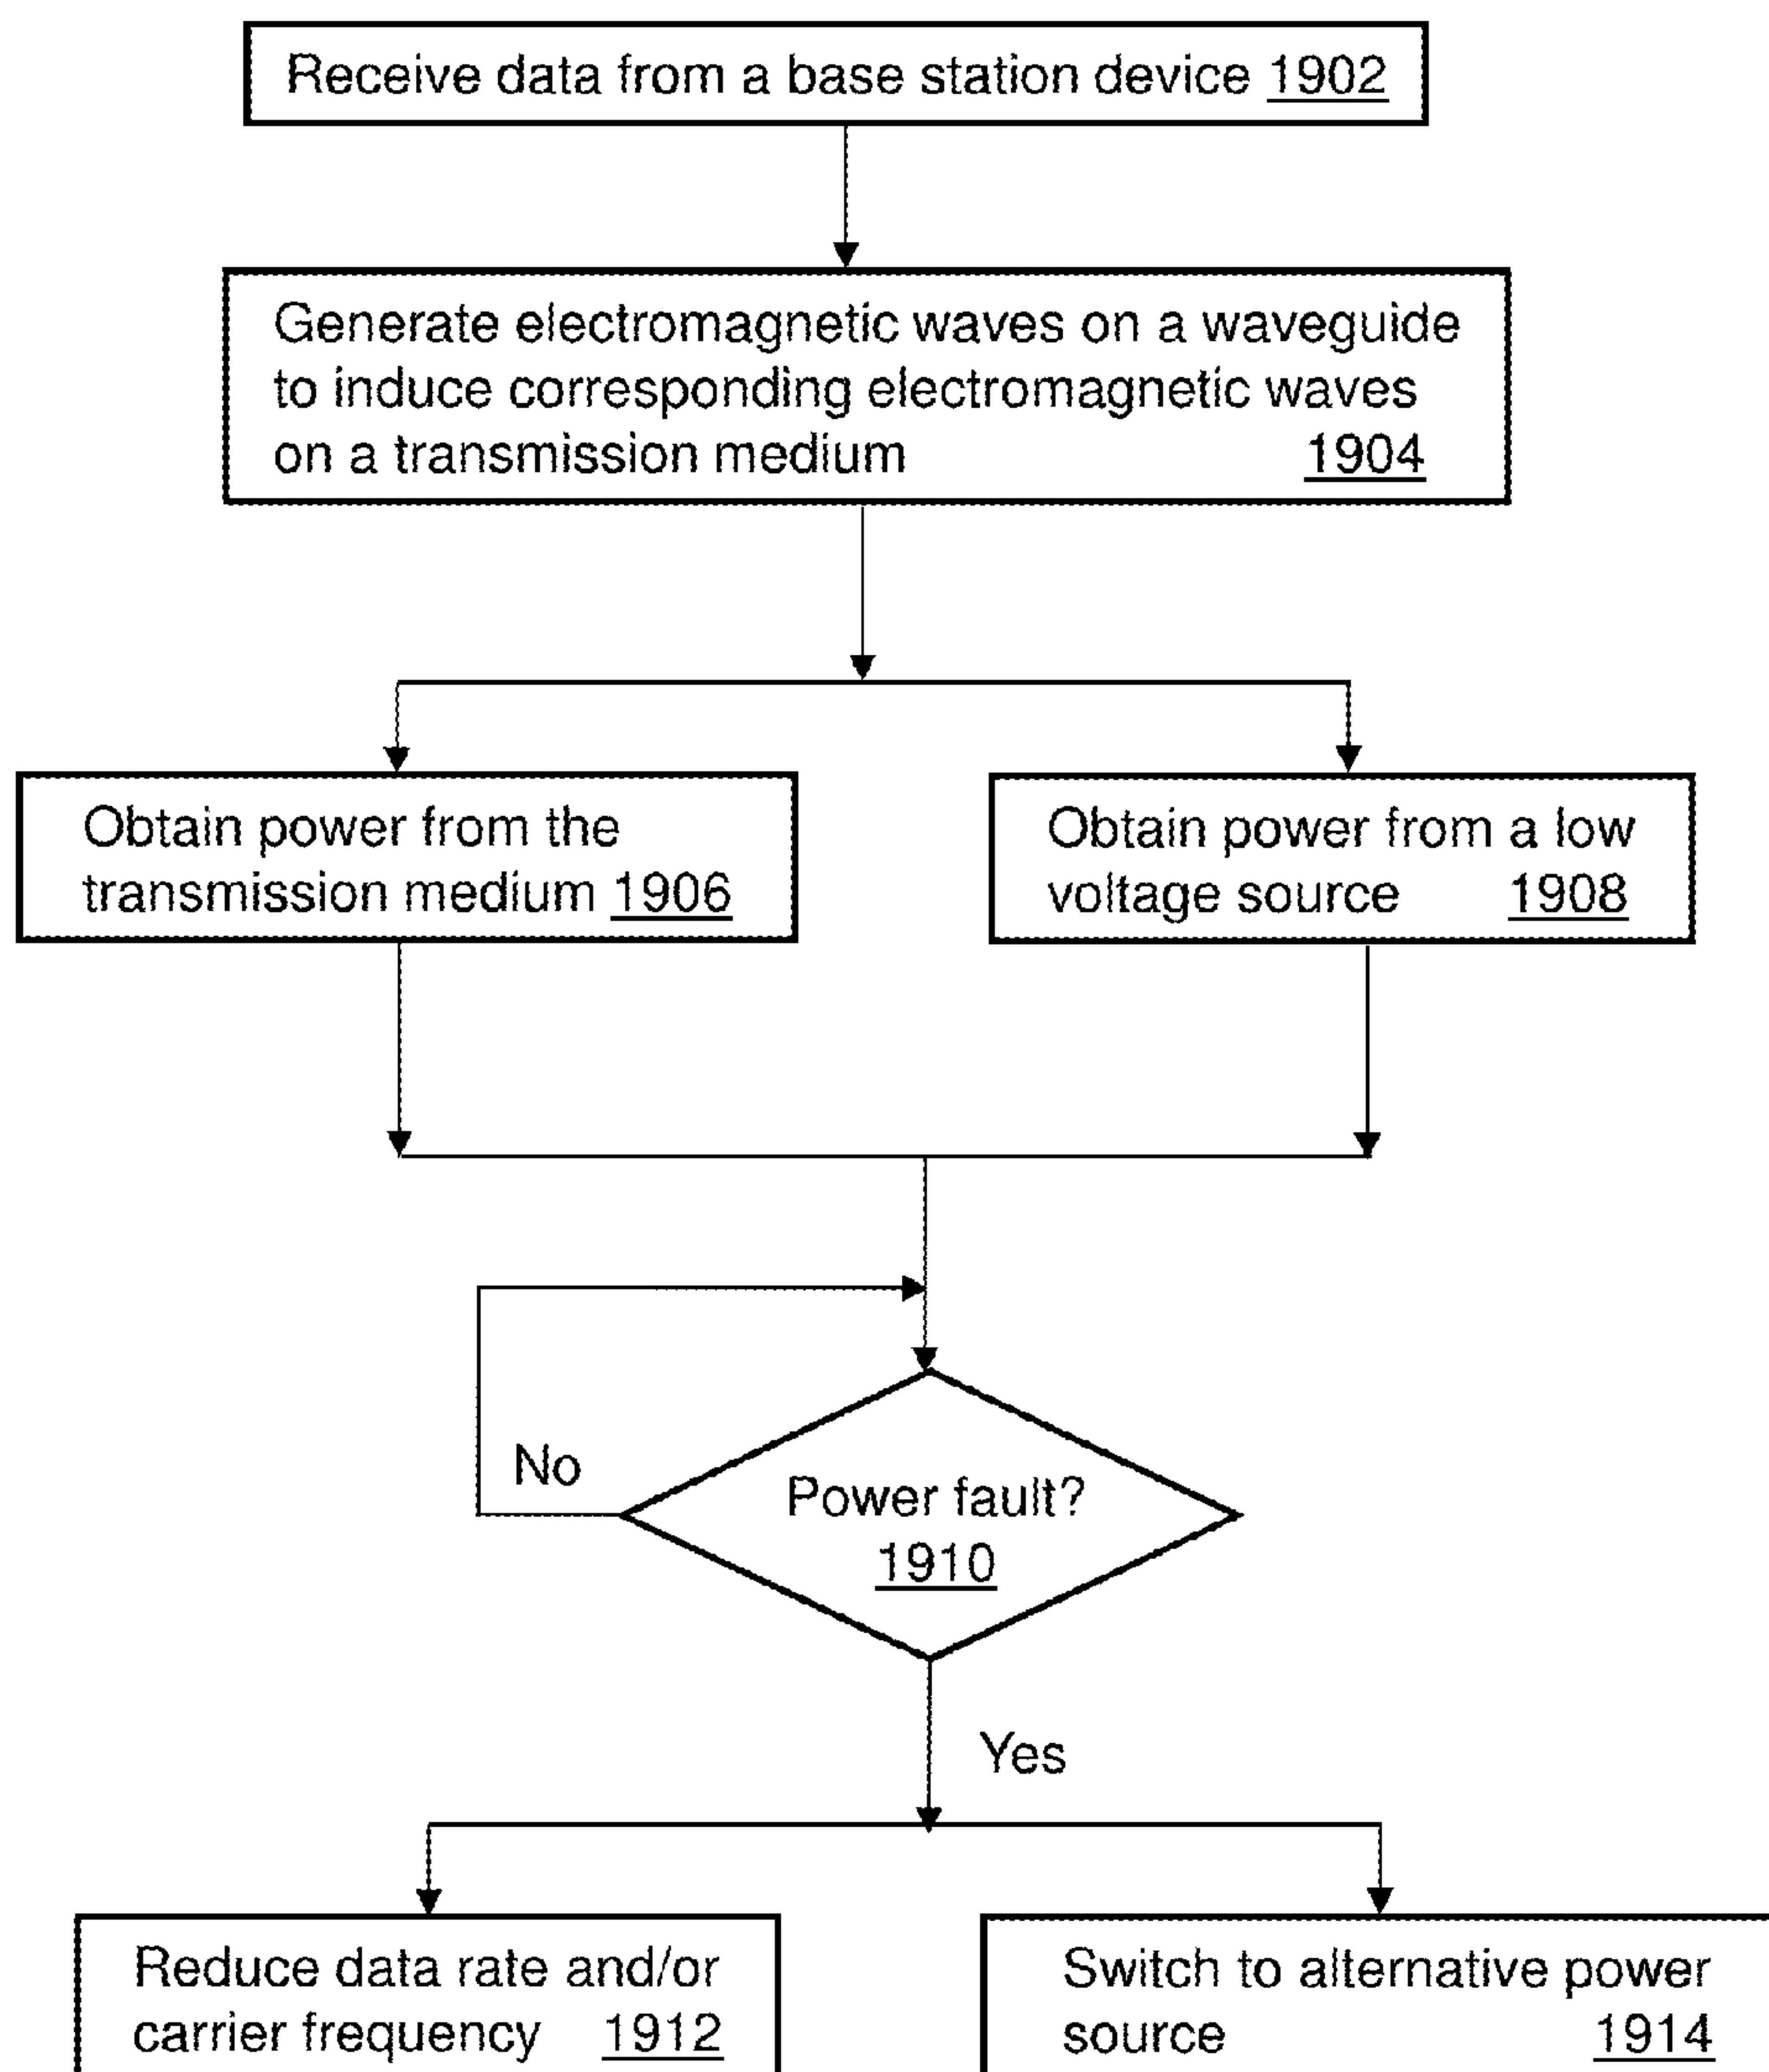 Receive data from a base station device 1902
Generate electromagnetic waves on a waveguide
to induce corresponding electromagnetic waves
on a transmission medium 1904
Obtain power from the
transmission medium 1906
Obtain power from a low
voltage source 1908
No
Power fault?
1910
Yes
Reduce data rate and/or
carrier frequency 1912
Switch to alternative power
source 1914